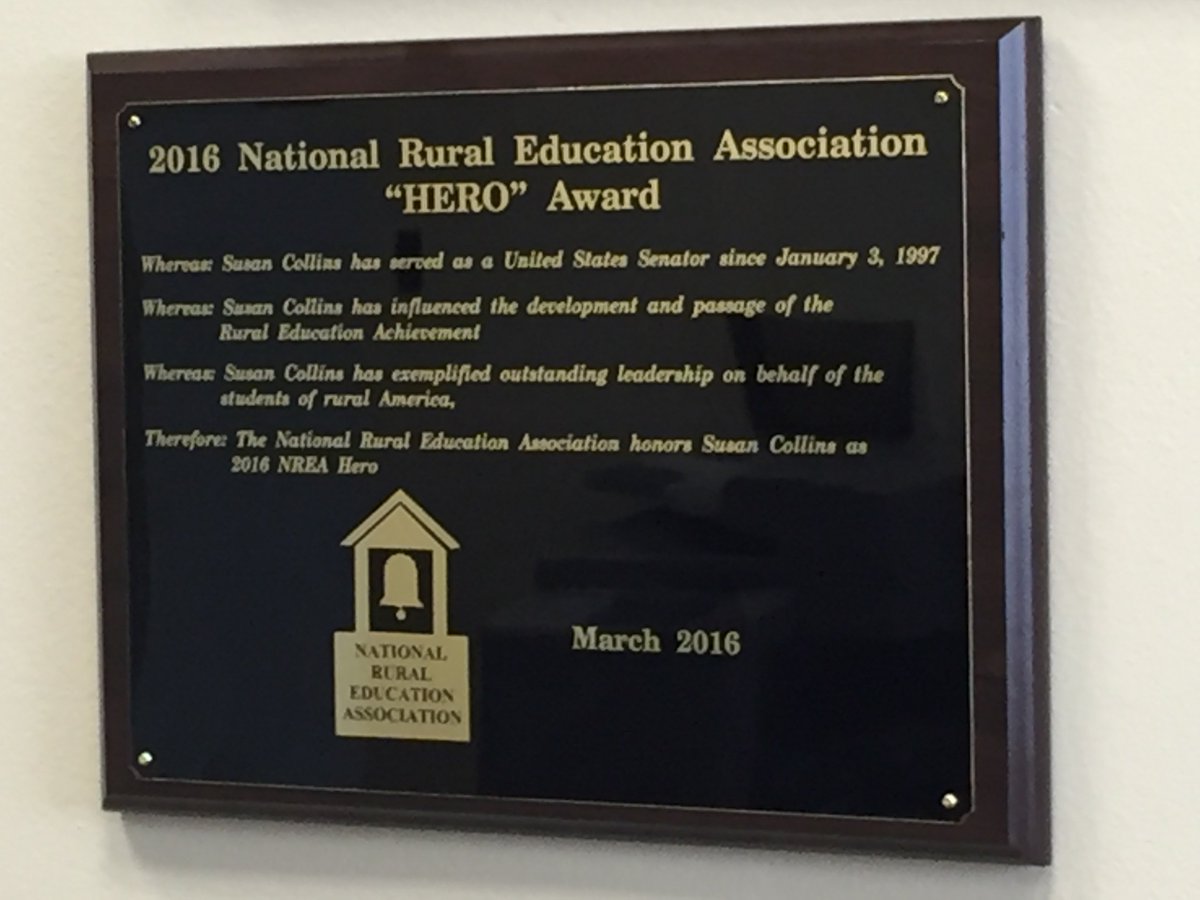 2016 National Rural Education Association
“HERO” Award
Whereas: Susan Collins has served as a United States Senator since January 3, 1997
Whereas: Susan Collins has influenced the development and passage of the
Rural Education Achievement
Whereas: Susan Collins has exemplified outstanding leadership on behalf of the
students of rural America,
Therefore: The National Rural Education Association honors Susan Collins as
2016 NREA Hero
NATIONAL
RURAL
EDUCATION
ASSOCIATION
March 2016